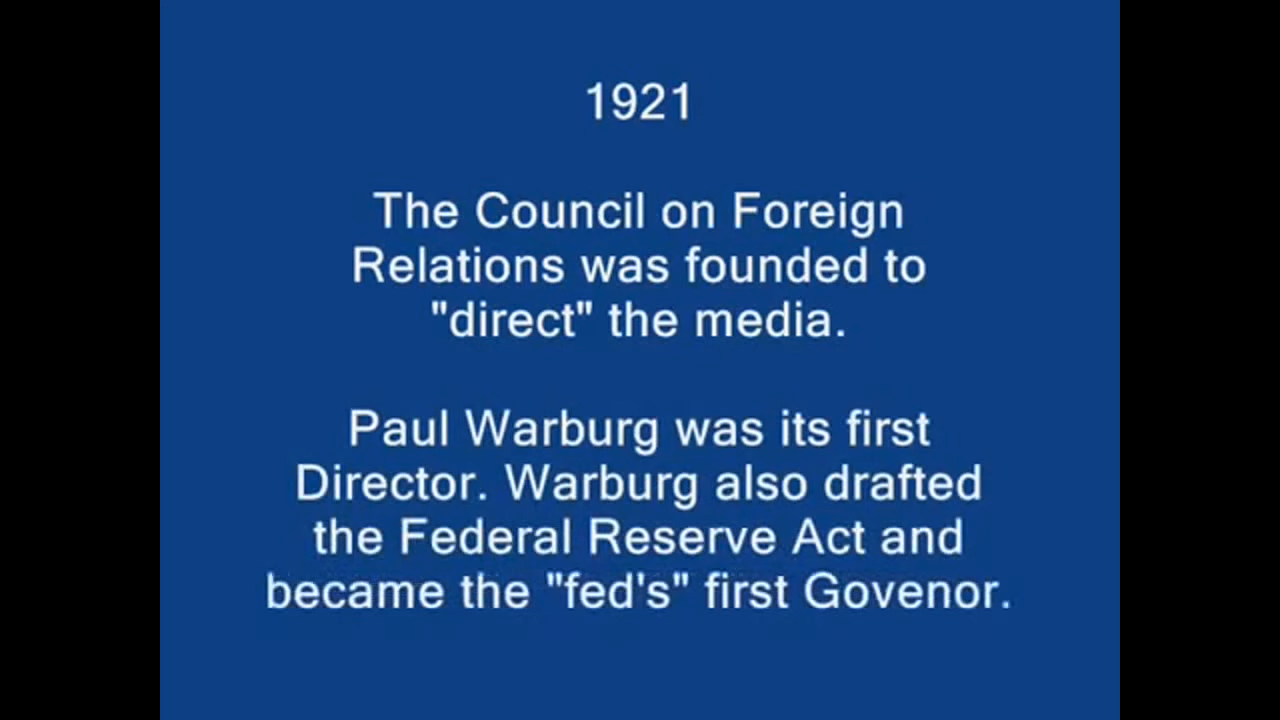 1921
The Council on Foreign
Relations was founded to
"direct" the media.
Paul Warburg was its first
Director. Warburg also drafted
the Federal Reserve Act and
became the "fed's" first Govenor.